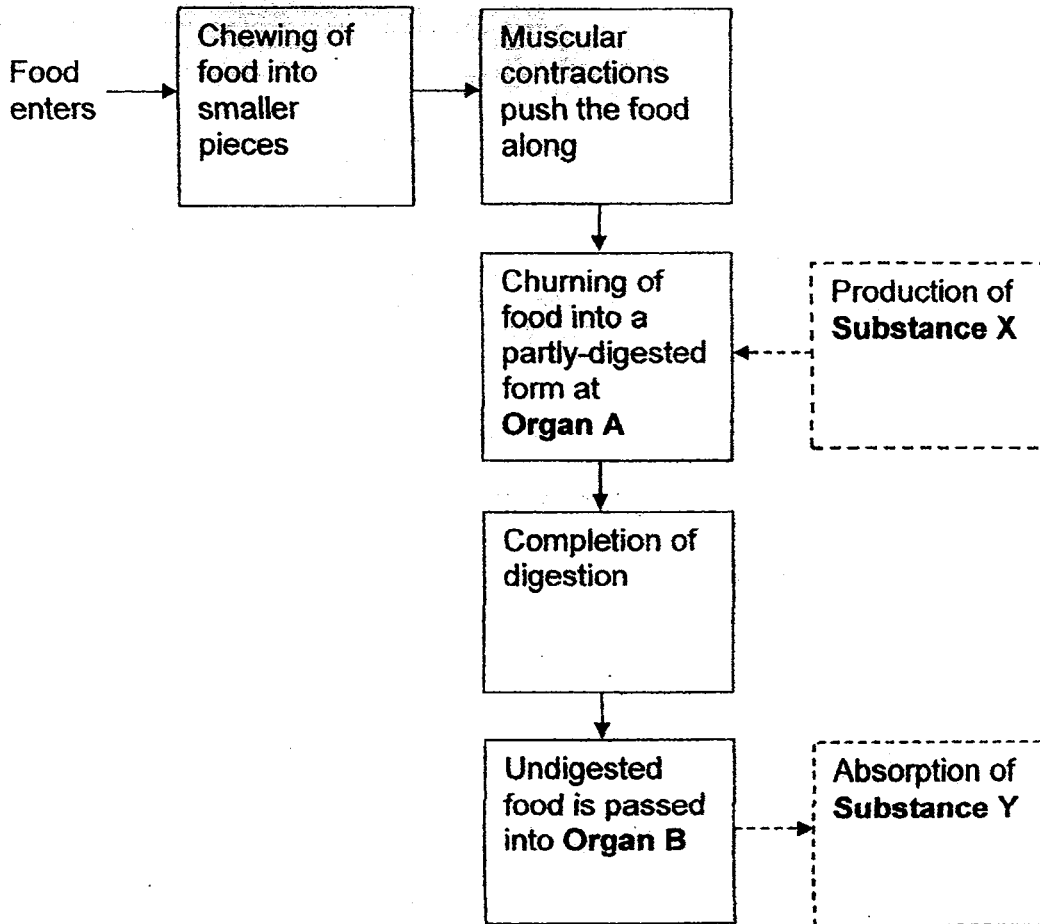 Food
enters
Chewing of
food into
smaller
pieces
Muscular
contractions
push the food
along
Churning of
food into a
partly-digested
form at
Organ A
Production of
Substance X
Completion of
digestion
Undigested
food is passed
into Organ B
Absorption of
Substance Y